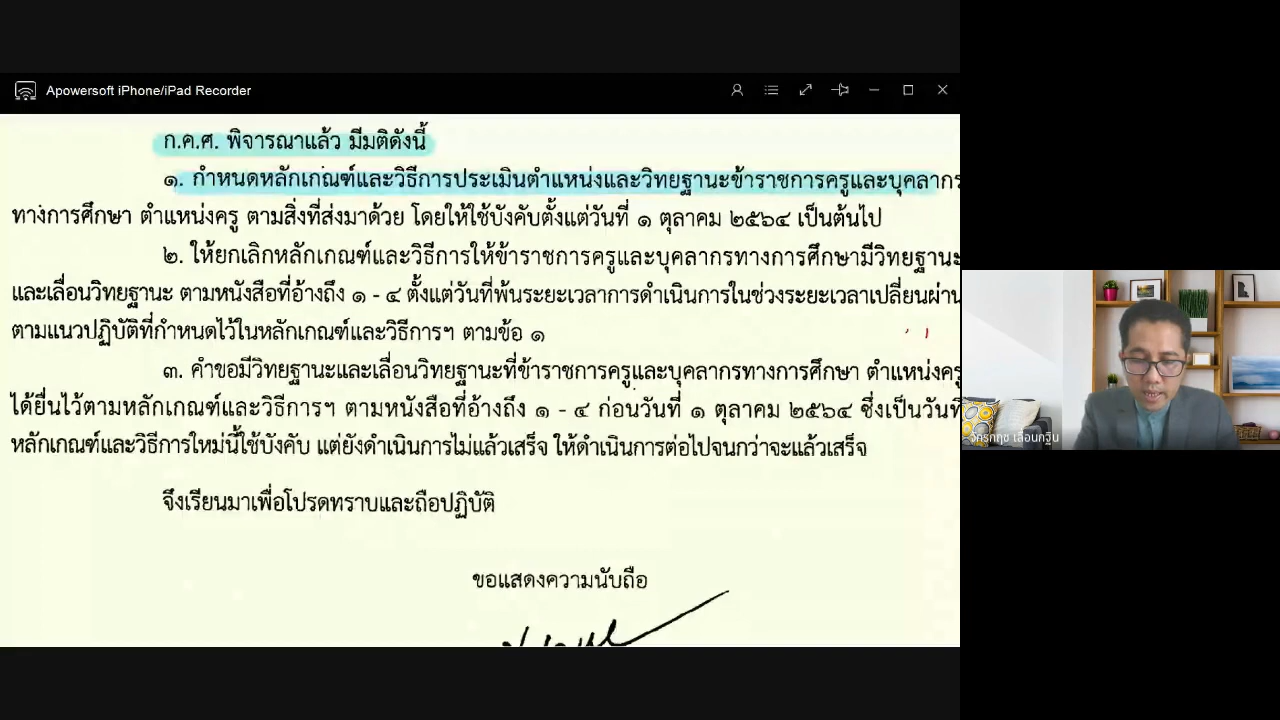 Apowersoft iPhone/iPad Recorder
ก.ค.ศ. พิจารณาแล้ว มีมติดังนี้
๑. กำหนดหลักเกณฑ์และวิธีการประเมินตำแหน่งและวิทยฐานะข้าราชการครูและบุคลากร
ทางการศึกษา ตำแหน่งครู ตามสิ่งที่ส่งมาด้วย โดยให้ใช้บังคับตั้งแต่วันที่ ๑ ตุลาคม ๒๕๖๔ เป็นต้นไป
๒. ให้ยกเลิกหลักเกณฑ์และวิธีการให้ข้าราชการครูและบุคลากรทางการศึกษามีวิทยฐานะ
และเลื่อนวิทยฐานะ ตามหนังสือที่อ้างถึง ๑ - ๔ ตั้งแต่วันที่พ้นระยะเวลาการดำเนินการในช่วงระยะเวลาเปลี่ยนผ่าน
ตามแนวปฏิบัติที่กำหนดไว้ในหลักเกณฑ์และวิธีการฯ ตามข้อ ๑
๓. คำขอมีวิทยฐานะและเลื่อนวิทยฐานะที่ข้าราชการครูและบุคลากรทางการศึกษา ตำแหน่งครู
ได้ยื่นไว้ตามหลักเกณฑ์และวิธีการฯ ตามหนังสือที่อ้างถึง ๑ - ๔ ก่อนวันที่ ๑ ตุลาคม ๒๕๖๔ ซึ่งเป็นวันที่
หลักเกณฑ์และวิธีการใหม่นี้ใช้บังคับ แต่ยังดำเนินการไม่แล้วเสร็จ ให้ดำเนินการต่อไปจนกว่าจะแล้วเสร็จ
จึงเรียนมาเพื่อโปรดทราบและถือปฏิบัติ
ขอแสดงความนับถือ
จักรกฤช เลื่อนกฐิน